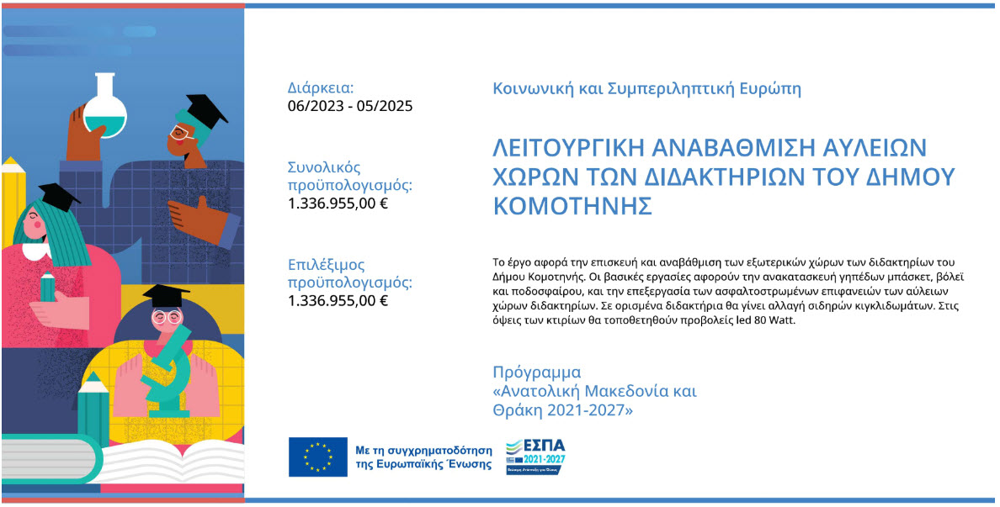 Διάρκεια:
06/2023 - 05/2025
Συνολικός
προϋπολογισμός:
1.336.955,00 €
Επιλέξιμος
προϋπολογισμός:
1.336.955,00 €
Κοινωνική και Συμπεριληπτική Ευρώπη
ΛΕΙΤΟΥΡΓΙΚΗ ΑΝΑΒΑΘΜΙΣΗ ΑΥΛΕΙΩΝ
ΧΩΡΩΝ ΤΩΝ ΔΙΔΑΚΤΗΡΙΩΝ ΤΟΥ ΔΗΜΟΥ
ΚΟΜΟΤΗΝΗΣ
Το έργο αφορά την επισκευή και αναβάθμιση των εξωτερικών χώρων των διδακτηρίων του
Δήμου Κομοτηνής. Οι βασικές εργασίες αφορούν την ανακατασκευή γηπέδων μπάσκετ, βόλεϊ
και ποδοσφαίρου, και την επεξεργασία των ασφαλτοστρωμένων επιφανειών των αύλειων
χώρων διδακτηρίων. Σε ορισμένα διδακτήρια θα γίνει αλλαγή σιδηρών κιγκλιδωμάτων. Στις
όψεις των κτιρίων θα τοποθετηθούν προβολείς led 80 Watt.
Πρόγραμμα
«Ανατολική Μακεδονία και
Θράκη 2021-2027»
Με τη συγχρηματοδότηση
της Ευρωπαϊκής Ένωσης
ΕΣΠΑ
2021-2027